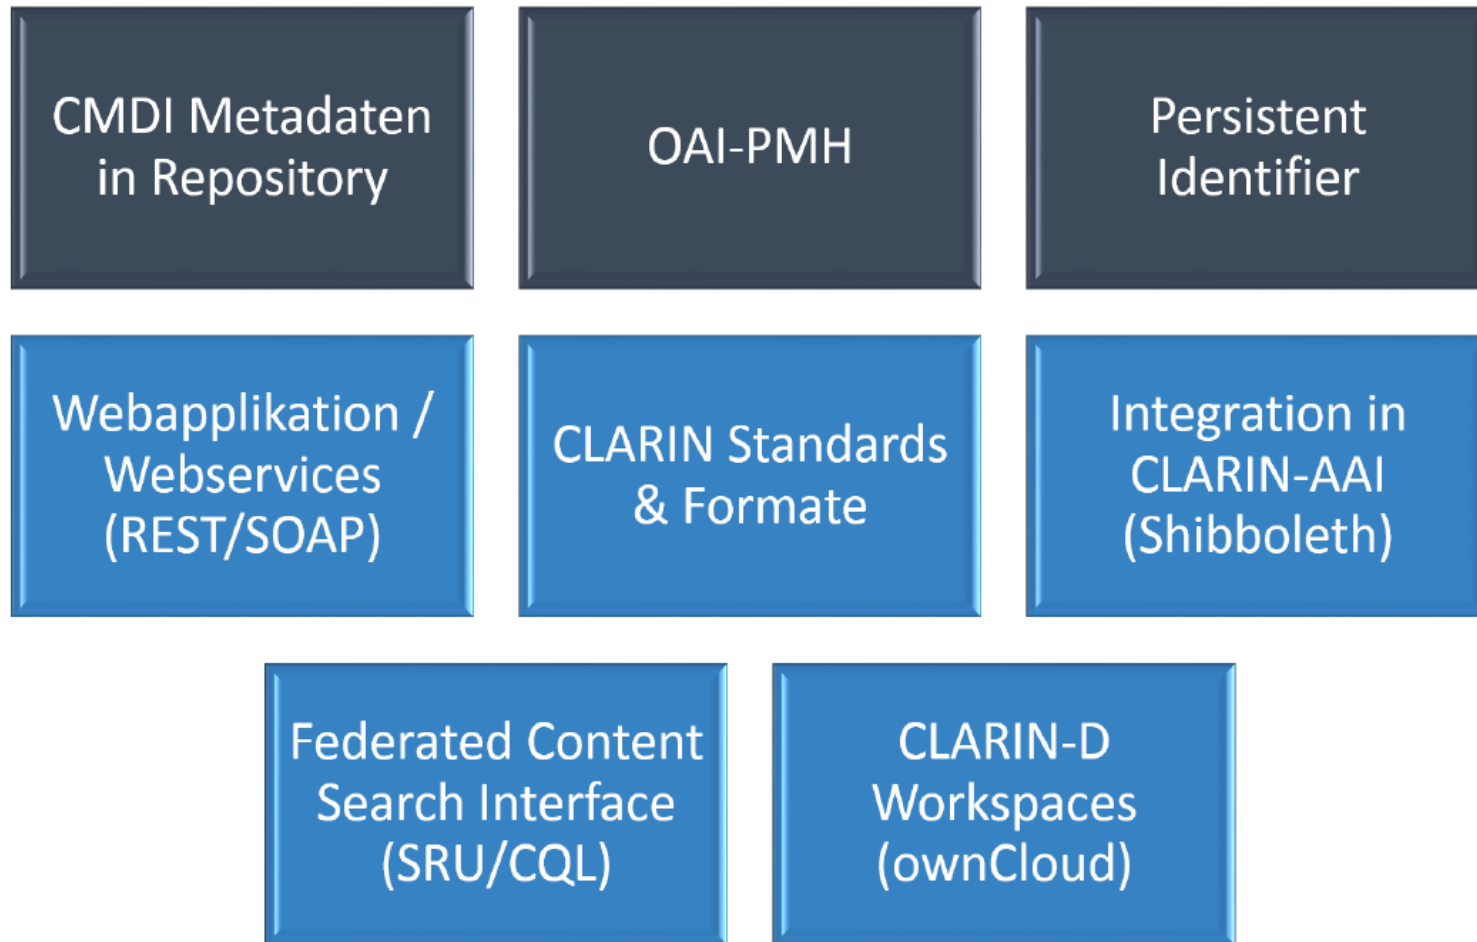 CMDI Metadaten
in Repository
OAI-PMH
Persistent
Identifier
Webapplikation /
Webservices
(REST/SOAP)
CLARIN Standards
& Formate
Integration in
CLARIN-AAI
(Shibboleth)
Federated Content
Search Interface
(SRU/CQL)
CLARIN-D
Workspaces
(ownCloud)